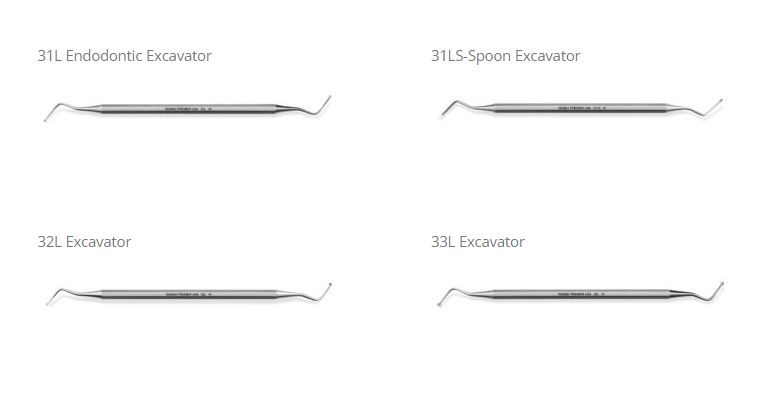 31L Endodontic Excavator
31LS-Spoon Excavator
32L Excavator
33L Excavator